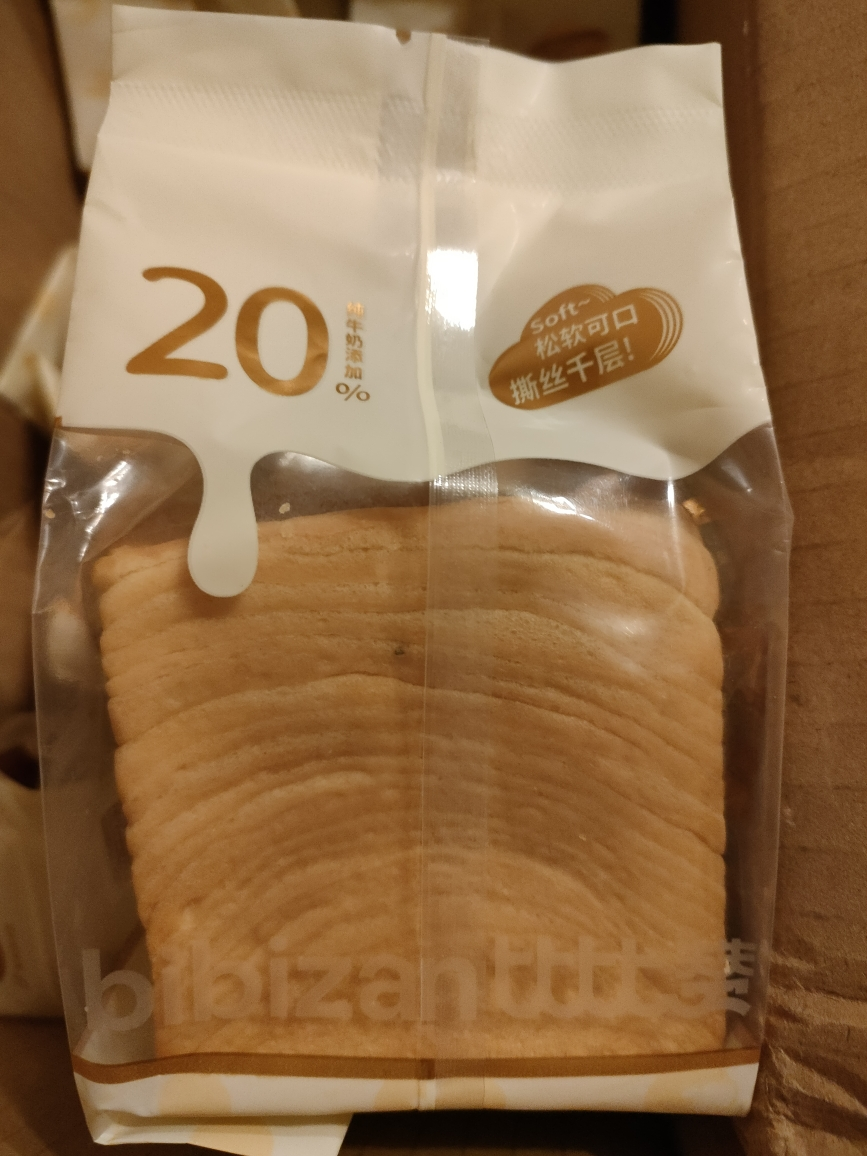 20
纯牛奶添加
%
Soft~
松软可口
撕丝千层!
bibizan比比赞